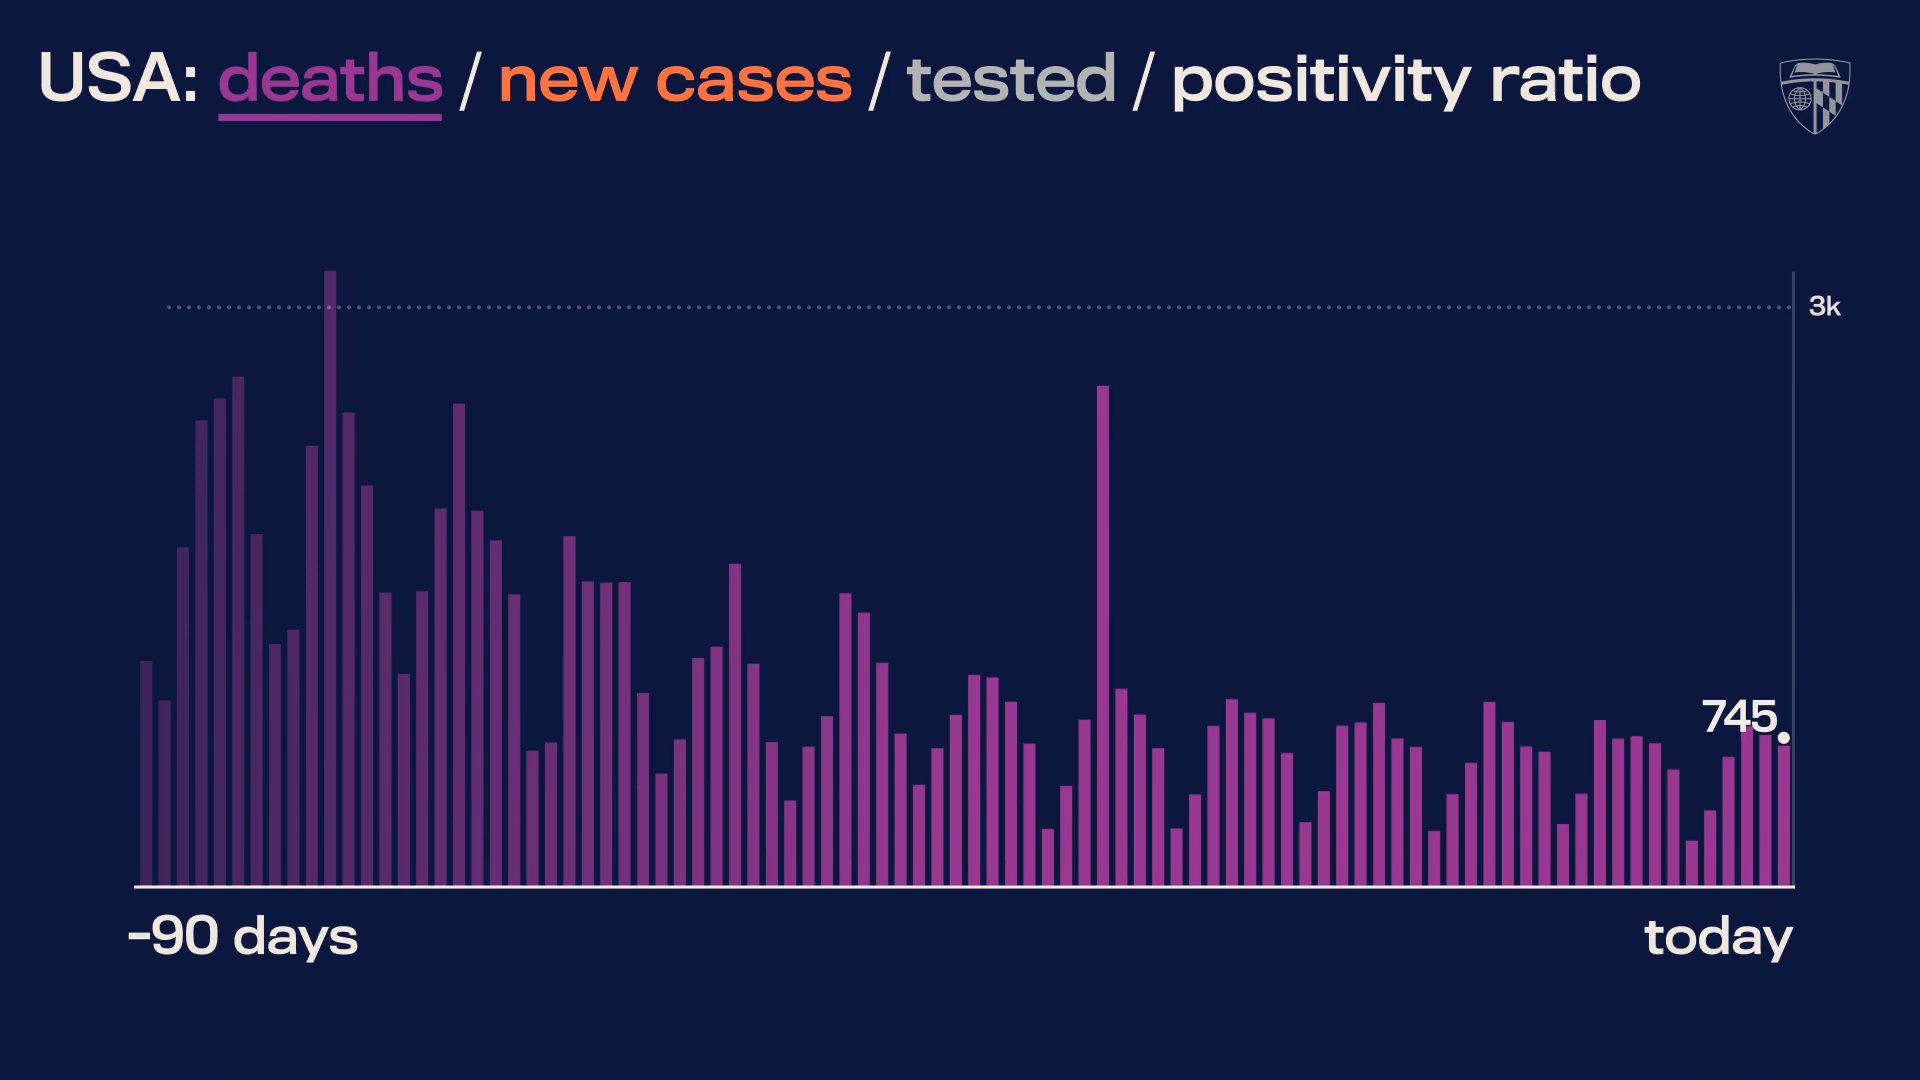 USA: deaths / new cases / tested / positivity ratio
3k
745
-90 days
today